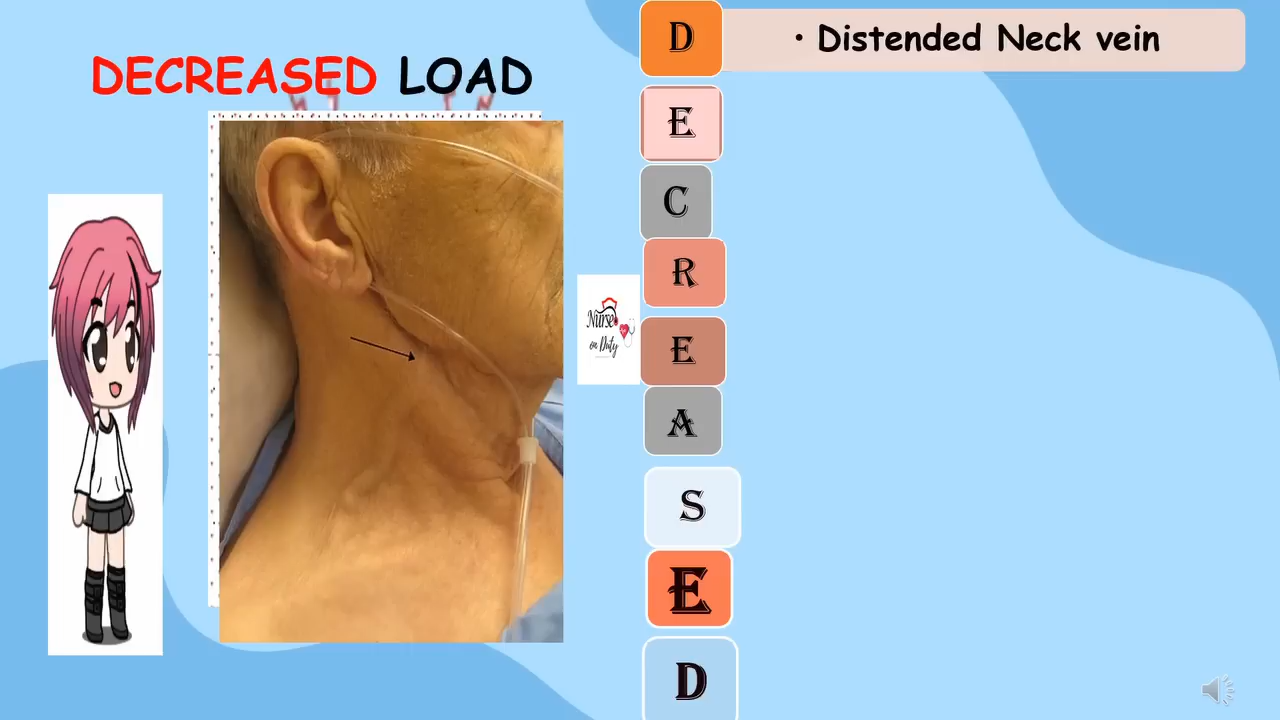 DECREASED LOAD
D
• Distended Neck vein
E
C
R
E
A
S
E
D
Nurse
on Duty